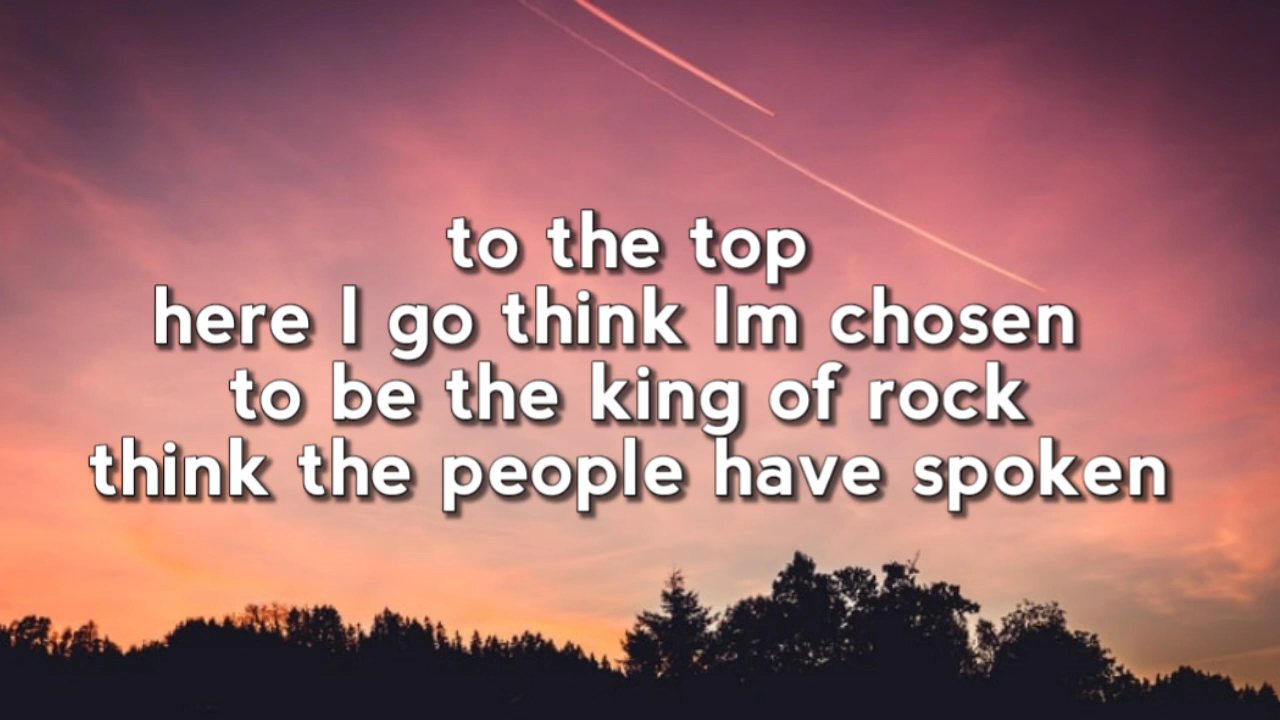 to the top
here I go think Im chosen
to be the king of rock
think the people have spoken